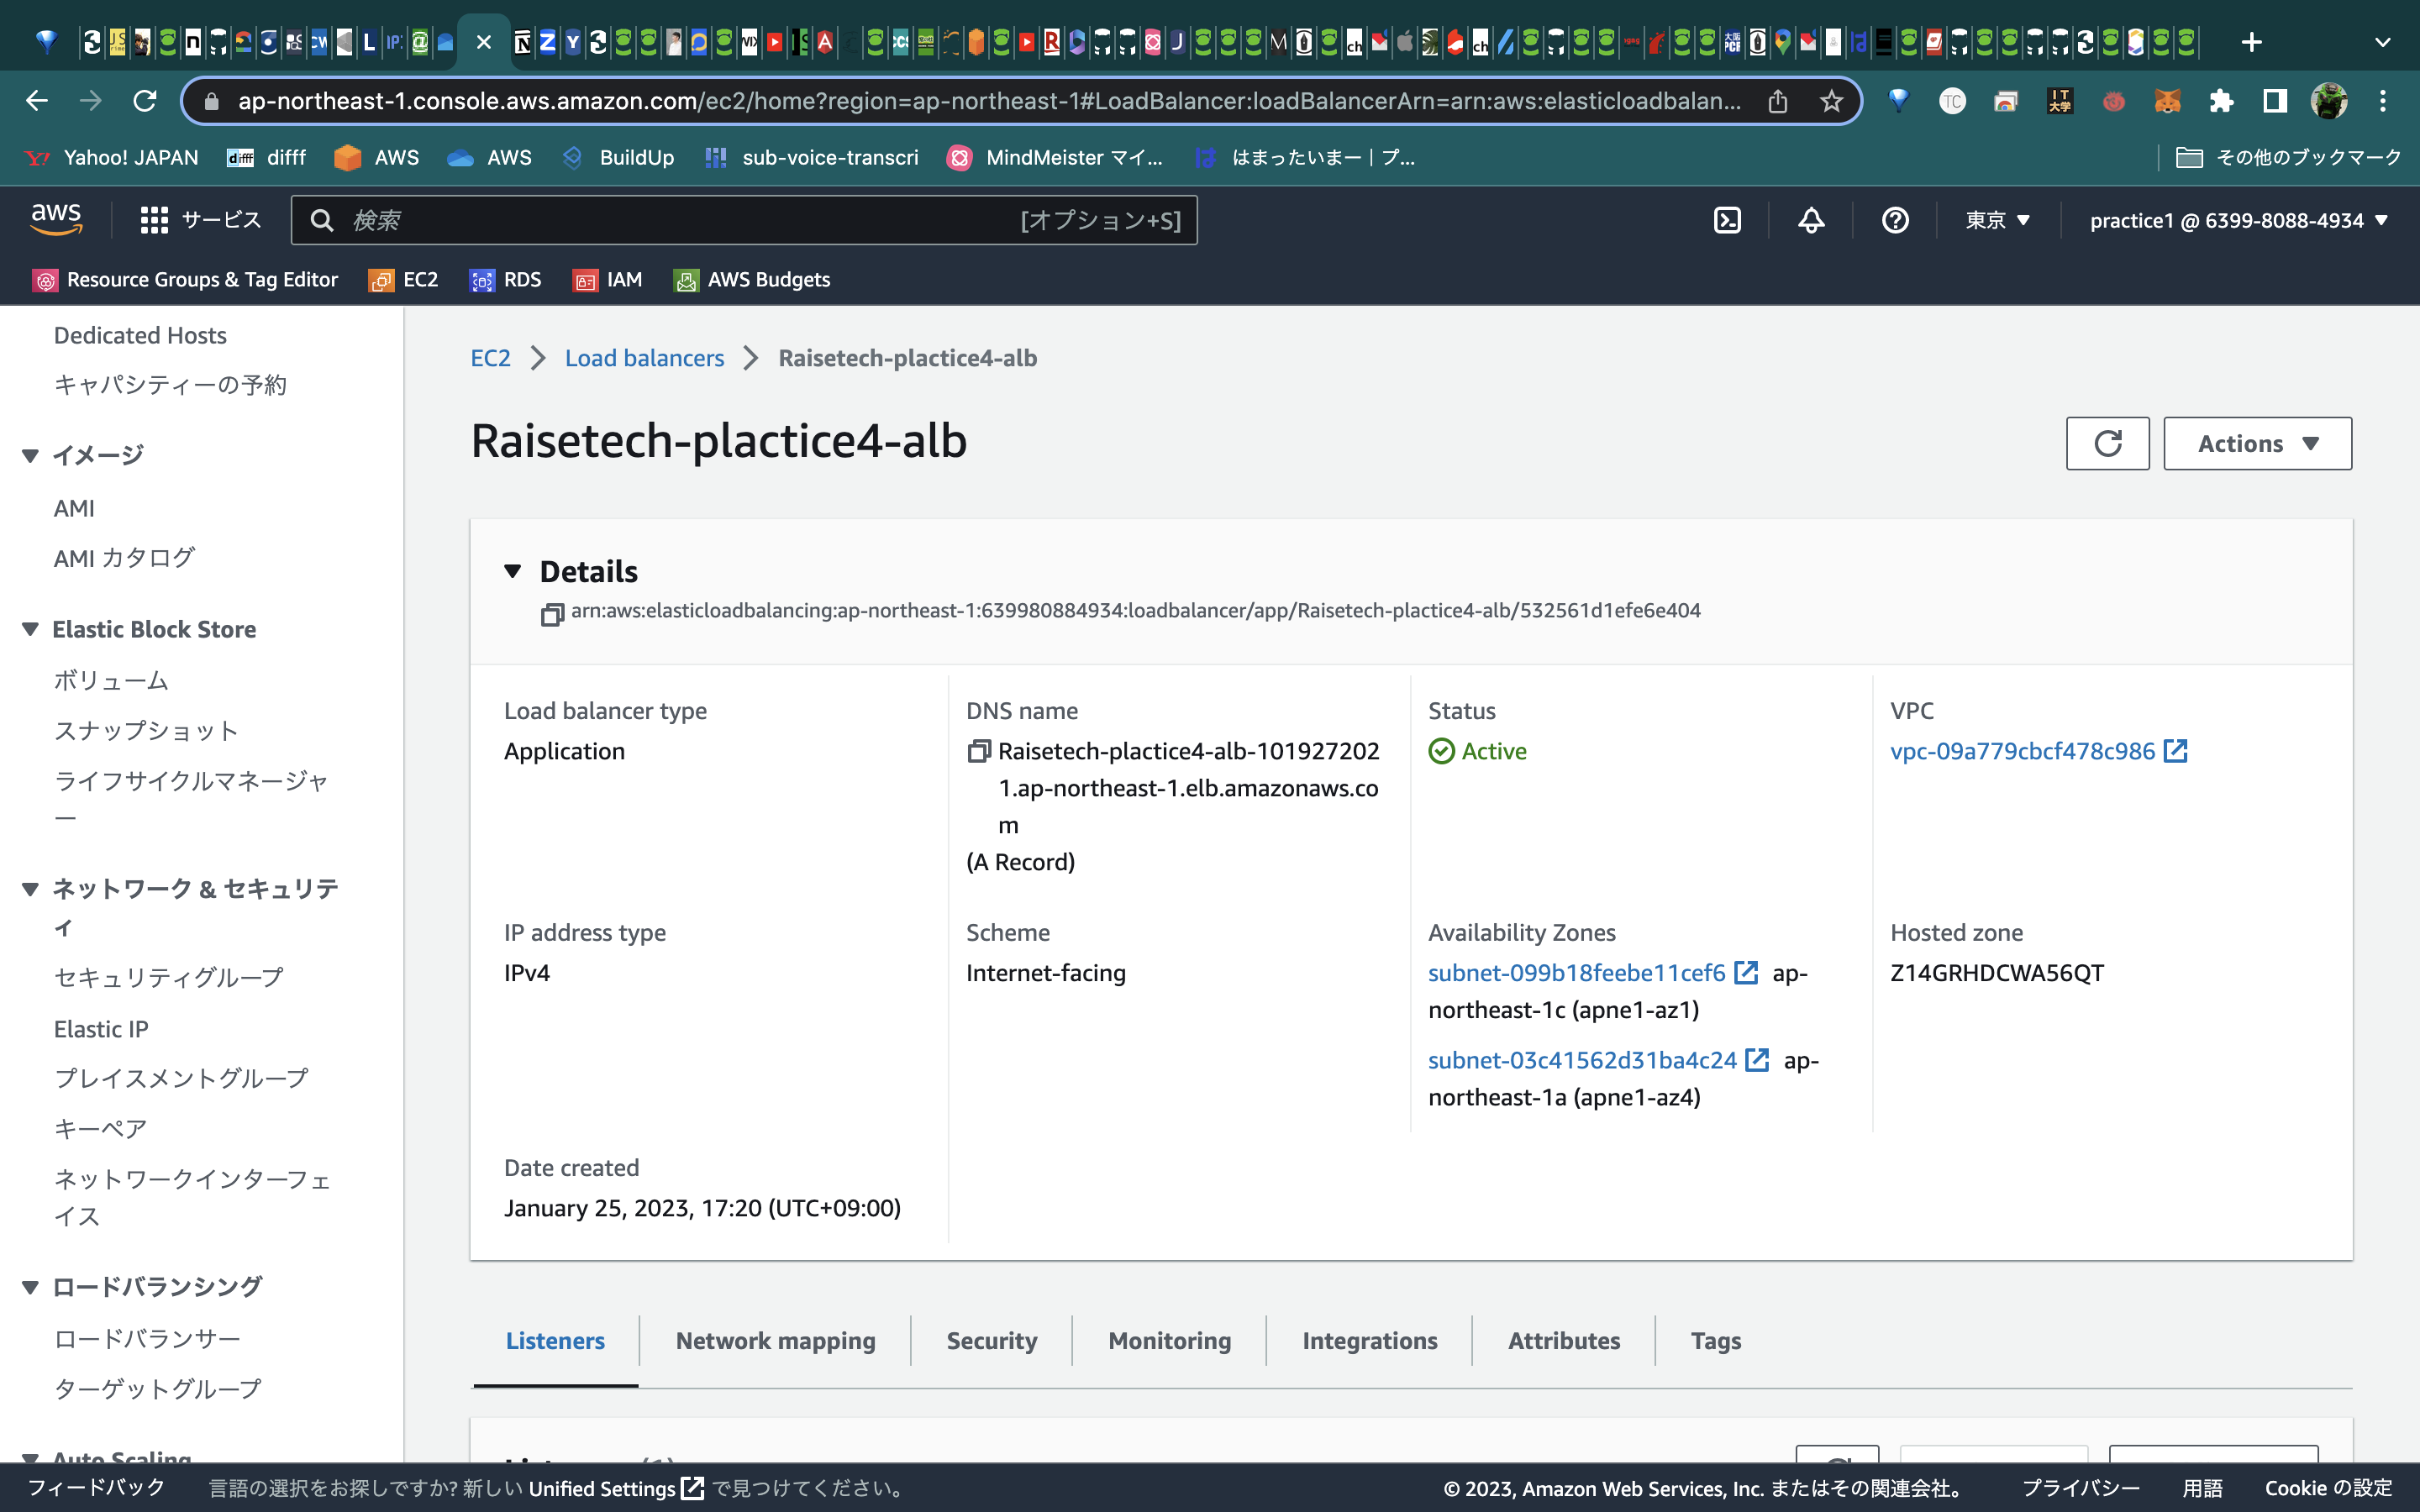 ap-northeast-1.console.aws.amazon.com/ec2/home?region=ap-northeast-1#LoadBalancer:loadBalancerArn=arn:aws:elasticloadbalan...
Yahoo! JAPAN
difff
AWS
AWS
BuildUp
sub-voice-transcri
MindMeister マイ...
はまったいまー | プ...
その他のブックマーク
aws
サービス
検索
[オプション+S]
東京
practice1 @ 6399-8088-4934
Resource Groups & Tag Editor
EC2
RDS
IAM
AWS Budgets
Dedicated Hosts
キャパシティーの予約
イメージ
AMI
AMI カタログ
Elastic Block Store
ボリューム
スナップショット
ライフサイクルマネージャ
ー
ネットワーク & セキュリテ
ィ
セキュリティグループ
Elastic IP
プレイスメントグループ
キーペア
ネットワークインターフェ
イス
ロードバランシング
ロードバランサー
ターゲットグループ
Auto Scaling
EC2
Load balancers
Raisetech-plactice4-alb
Raisetech-plactice4-alb
Actions
Details
arn:aws:elasticloadbalancing:ap-northeast-1:639980884934:loadbalancer/app/Raisetech-plactice4-alb/532561d1efe6e404
Load balancer type
Application
DNS name
Raisetech-plactice4-alb-101927202
1.ap-northeast-1.elb.amazonaws.co
m
(A Record)
Status
Active
VPC
vpc-09a779cbcf478c986
IP address type
IPv4
Scheme
Internet-facing
Availability Zones
subnet-099b18feebe11cef6 ap-
northeast-1c (apne1-az1)
subnet-03c41562d31ba4c24 ap-
northeast-1a (apne1-az4)
Hosted zone
Z14GRHDCWA56QT
Date created
January 25, 2023, 17:20 (UTC+09:00)
Listeners
Network mapping
Security
Monitoring
Integrations
Attributes
Tags
フィードバック
言語の選択をお探しですか? 新しい Unified Settings で見つけてください。
© 2023, Amazon Web Services, Inc. またはその関連会社。
プライバシー
用語
Cookie の設定